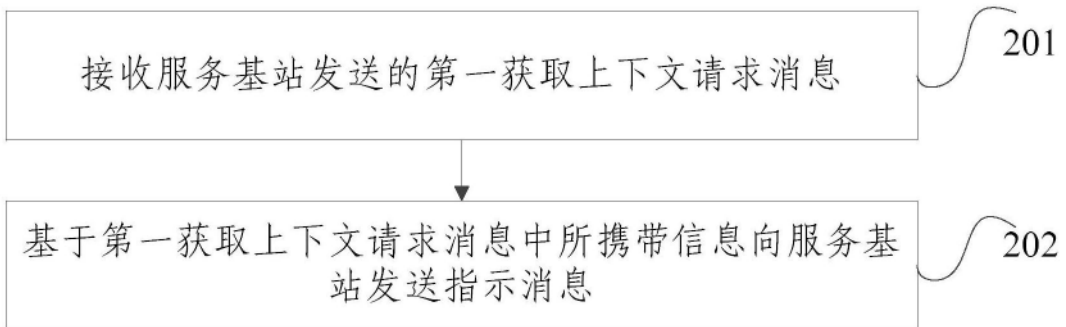 接收服务基站发送的第一获取上下文请求消息
201
基于第一获取上下文请求消息中所携带信息向服务基
站发送指示消息
202